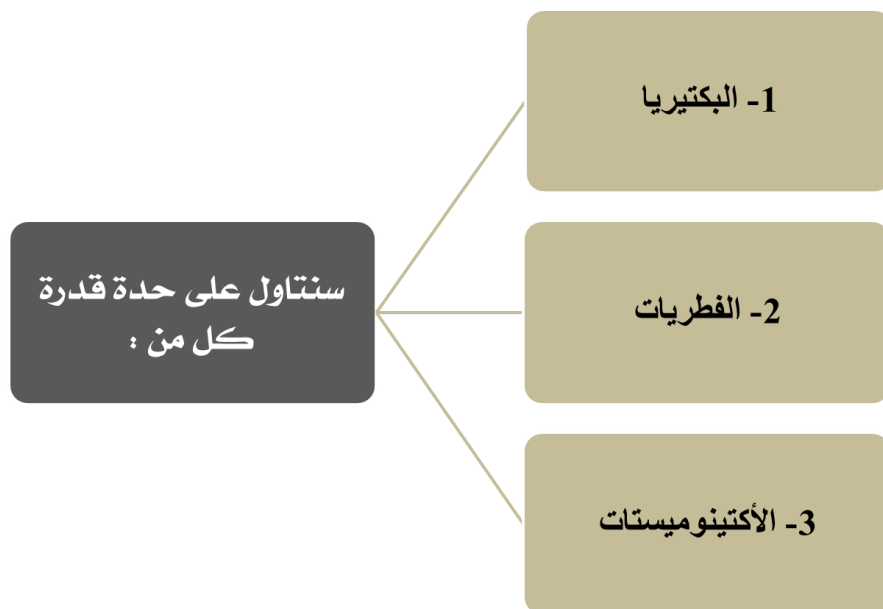 سنتاول على حدة قدرة
كل من :
1- البكتيريا
2- الفطريات
3- الأكتينوميستات